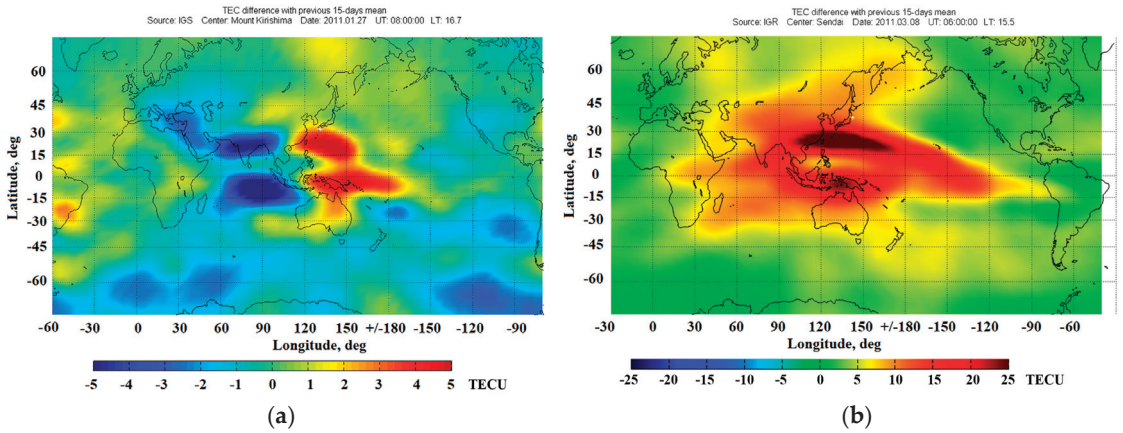 TEC difference with previous 15-days mean
Source: IGS Center: Mount Kirishima Date: 2011.01.27 UT: 08:00:00 LT: 16.7
Latitude, deg
60
45
30
15
0
-15
-30
-45
-60
-60 -30 0 30 60 90 120 150 +/-180 -150 -120 -90
Longitude, deg
-5 -4 -3 -2 -1 0 1 2 3 4 5 TECU
(a)
TEC difference with previous 15-days mean
Source: IGR Center: Sendai Date: 2011.03.08 UT: 06:00:00 LT: 15.5
Latitude, deg
60
45
30
15
0
-15
-30
-45
-60
-30 0 30 60 90 120 150 +/-180 -150 -120 -90 -60
Longitude, deg
-25 -20 -15 -10 -5 0 5 10 15 20 25 TECU
(b)